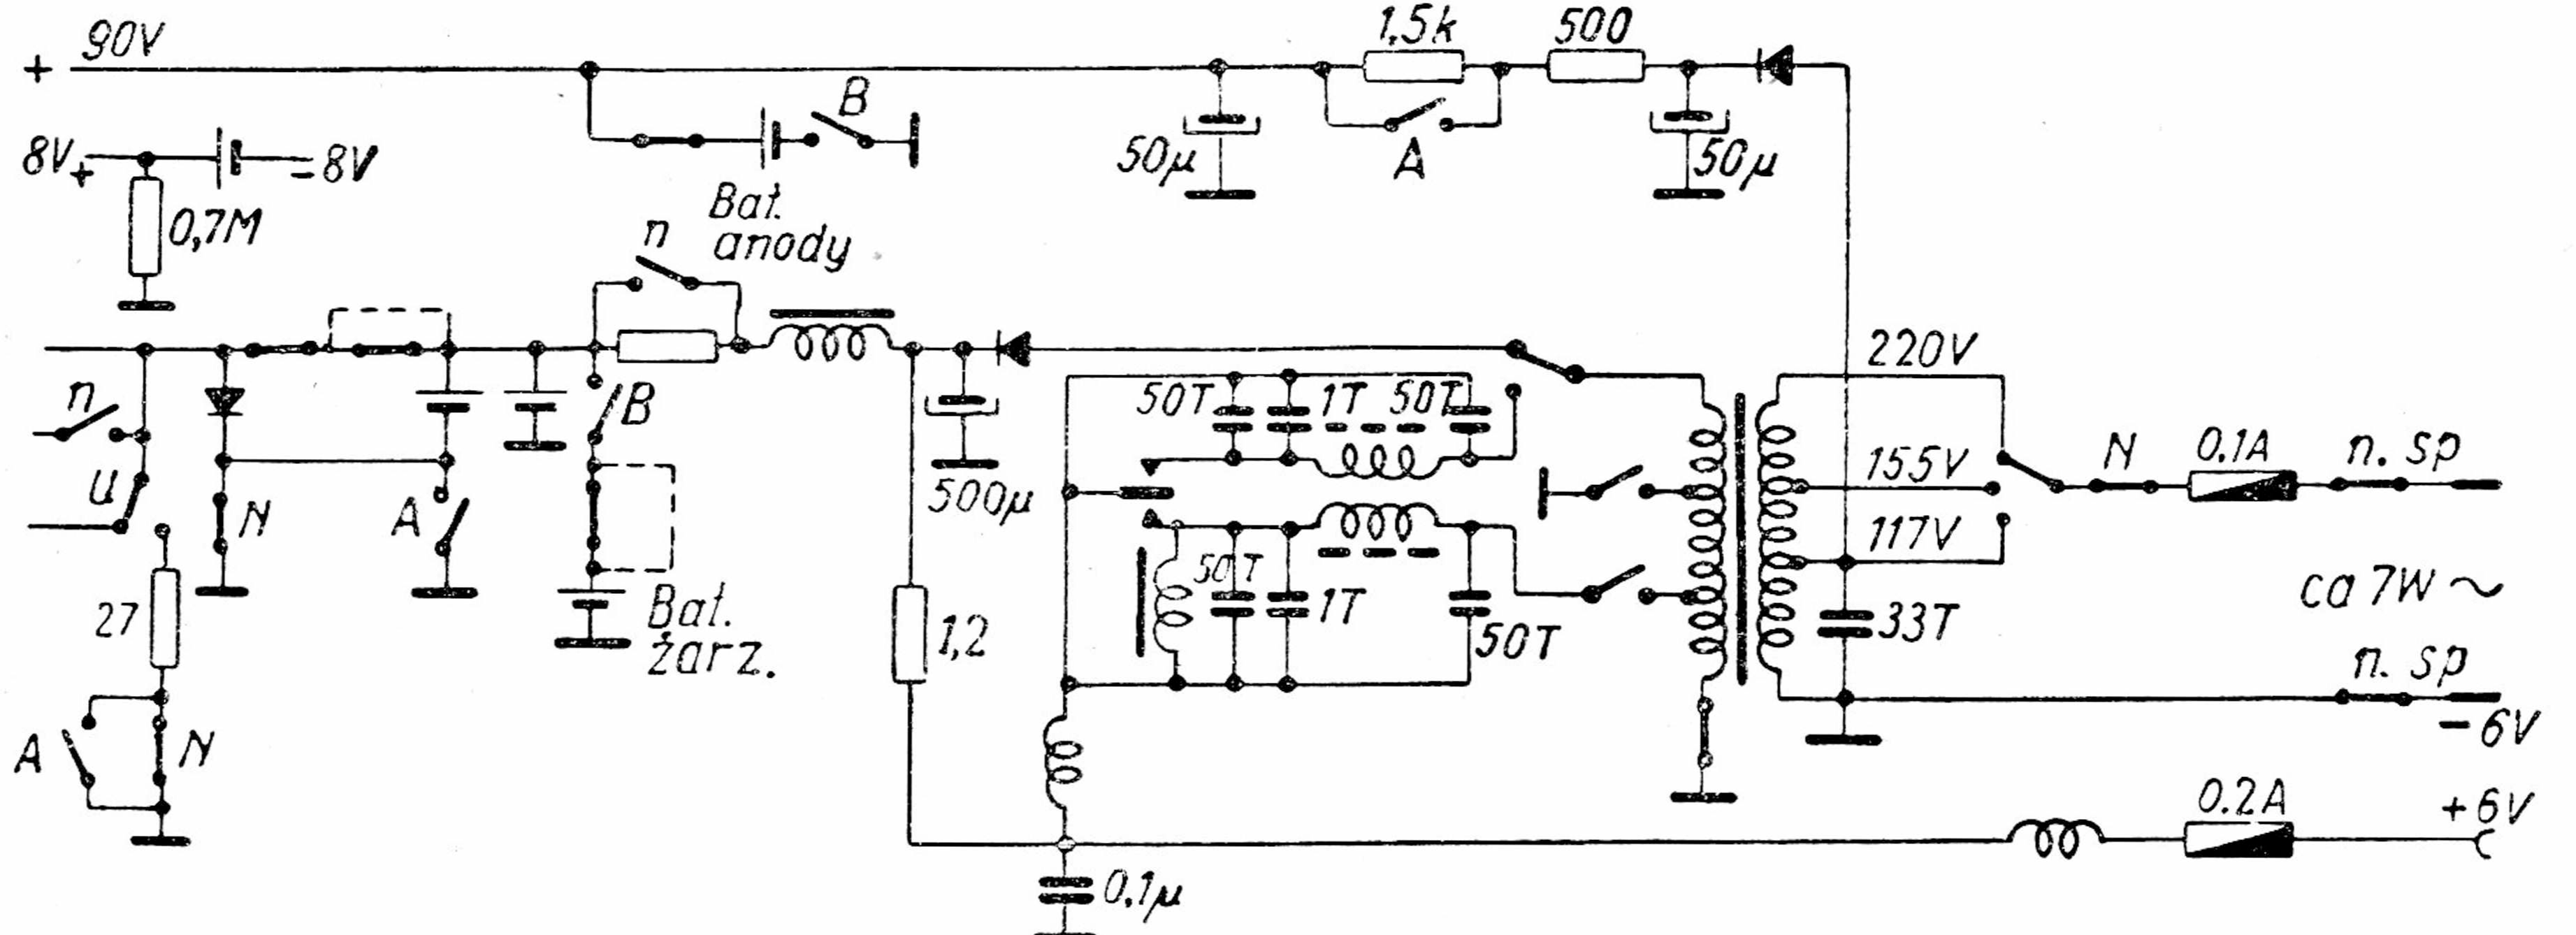 + 90V
1,5k
500
B
A
50μ
50μ
8V+
- 8V
0,7M
Bat.
anody
n
n
u
N
A
B
27
A
N
Bat.
żarz.
500μ
1,2
50T
1T
50T
50T
1T
50T
0,1μ
220V
155V
117V
33T
N
0.1A
n. sp
ca 7W ~
n. sp
- 6V
0.2A
+ 6V